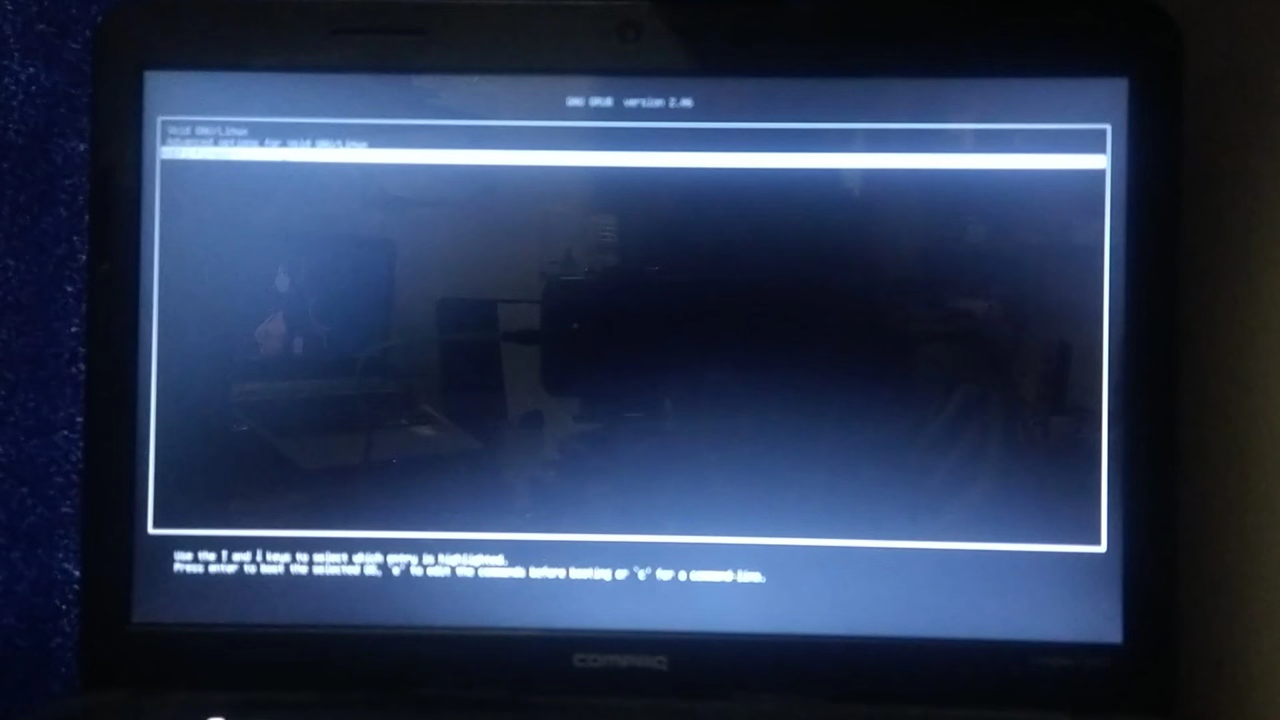 GNU GRUB version 2.06
Void GNU/Linux
Advanced options for Void GNU/Linux
Use the ↑ and ↓ keys to select which entry is highlighted.
Press enter to boot the selected OS, `e' to edit the commands before booting or `c' for a command-line.
COMPAQ